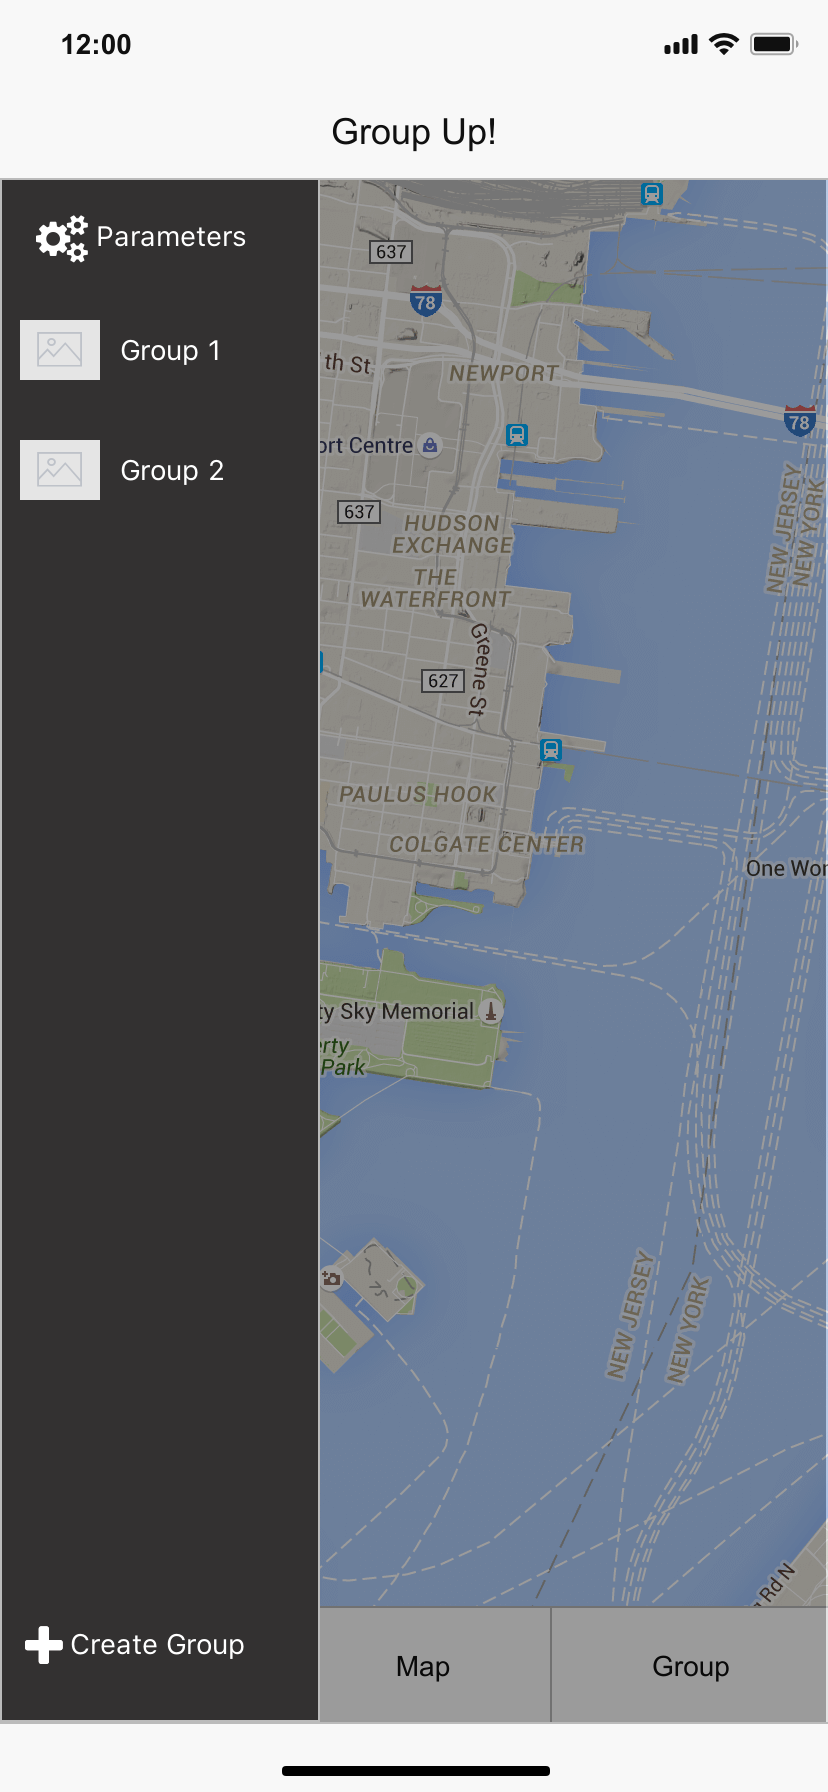 12:00
Group Up!
Parameters
Group 1
Group 2
Create Group
637
78
th St
NEWPORT
78
ort Centre
637
HUDSON
EXCHANGE
THE
WATERFRONT
NEW JERSEY
NEW YORK
Greene St
627
PAULUS HOOK
COLGATE CENTER
One Wor
ty Sky Memorial
erty
Park
NEW JERSEY
NEW YORK
Rd N
Map
Group